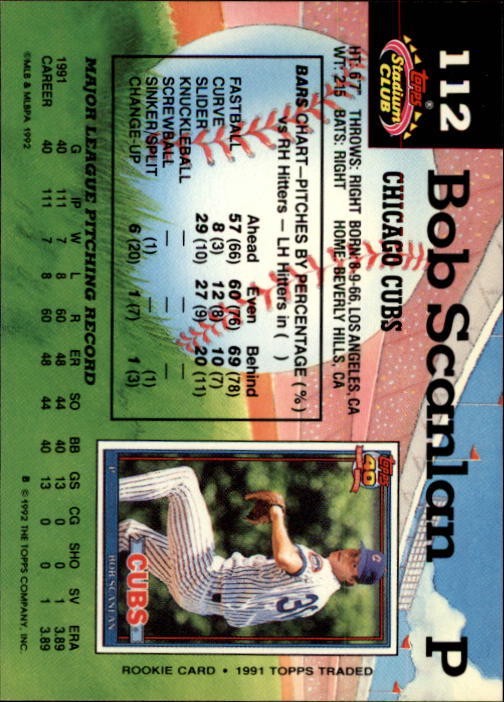 112
Bob Scanlan P
topps®
Stadium
CLUB
CHICAGO CUBS
HT: 6'7" THROWS: RIGHT BORN: 8-9-66, LOS ANGELES, CA
WT: 215 BATS: RIGHT HOME: BEVERLY HILLS, CA
BARS CHART—PITCHES BY PERCENTAGE (%)
vs RH Hitters — LH Hitters in ( )
Ahead Even Behind
FASTBALL 57 (66) 60 (76) 69 (78)
CURVE 8 (3) 12 (8) 10 (7)
SLIDER 29 (10) 27 (9) 20 (11)
KNUCKLEBALL — — —
SCREWBALL — — —
SINKER/SPLIT (1) — (1)
CHANGE-UP 6 (20) 1 (7) 1 (3)
topps
40
CUBS
BOB SCANLAN
P
ROOKIE CARD • 1991 TOPPS TRADED
MAJOR LEAGUE PITCHING RECORD
G IP W L R ER SO BB GS CG SHO SV ERA
1991 40 111 7 8 60 48 44 40 13 0 0 1 3.89
CAREER 40 111 7 8 60 48 44 40 13 0 0 1 3.89
©MLB & MLBPA 1992
B © 1992 THE TOPPS COMPANY, INC.